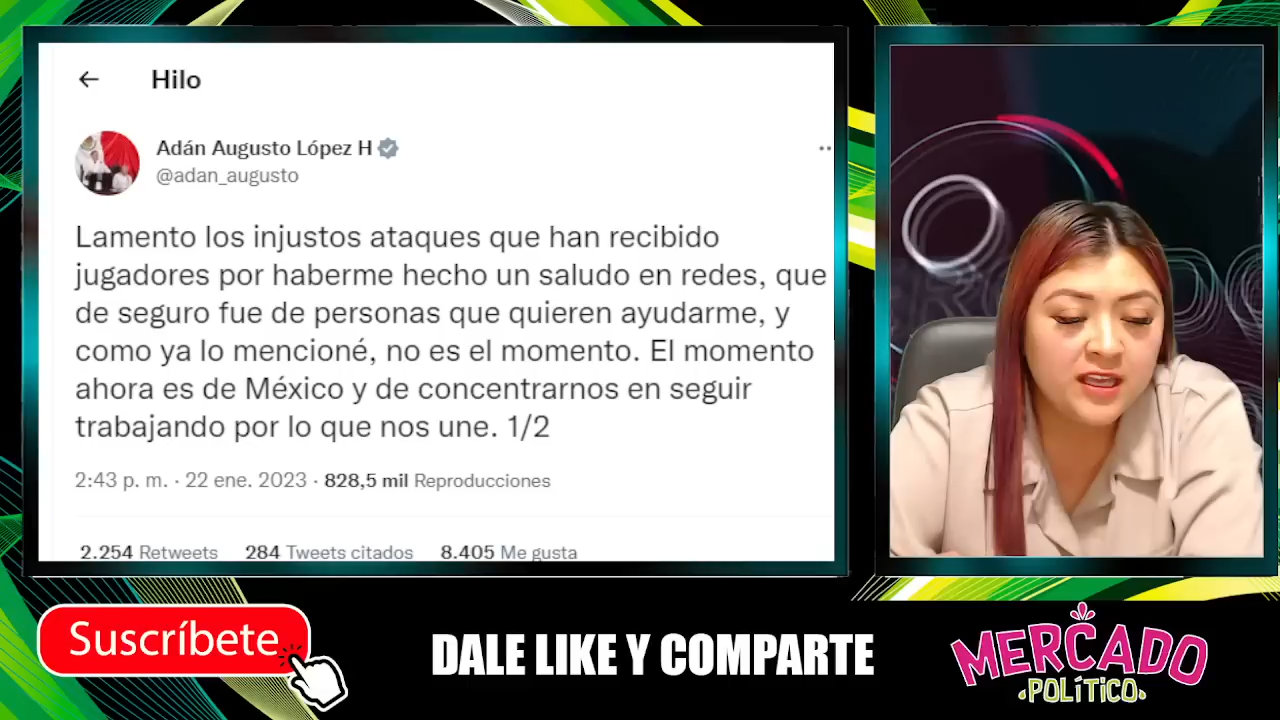 Hilo
Adán Augusto López H
@adan_augusto
Lamento los injustos ataques que han recibido
jugadores por haberme hecho un saludo en redes, que
de seguro fue de personas que quieren ayudarme, y
como ya lo mencioné, no es el momento. El momento
ahora es de México y de concentrarnos en seguir
trabajando por lo que nos une. 1/2
2:43 p. m. · 22 ene. 2023 · 828,5 mil Reproducciones
2.254 Retweets 284 Tweets citados 8.405 Me gusta
Suscríbete
DALE LIKE Y COMPARTE
MERCADO
POLÍTICO